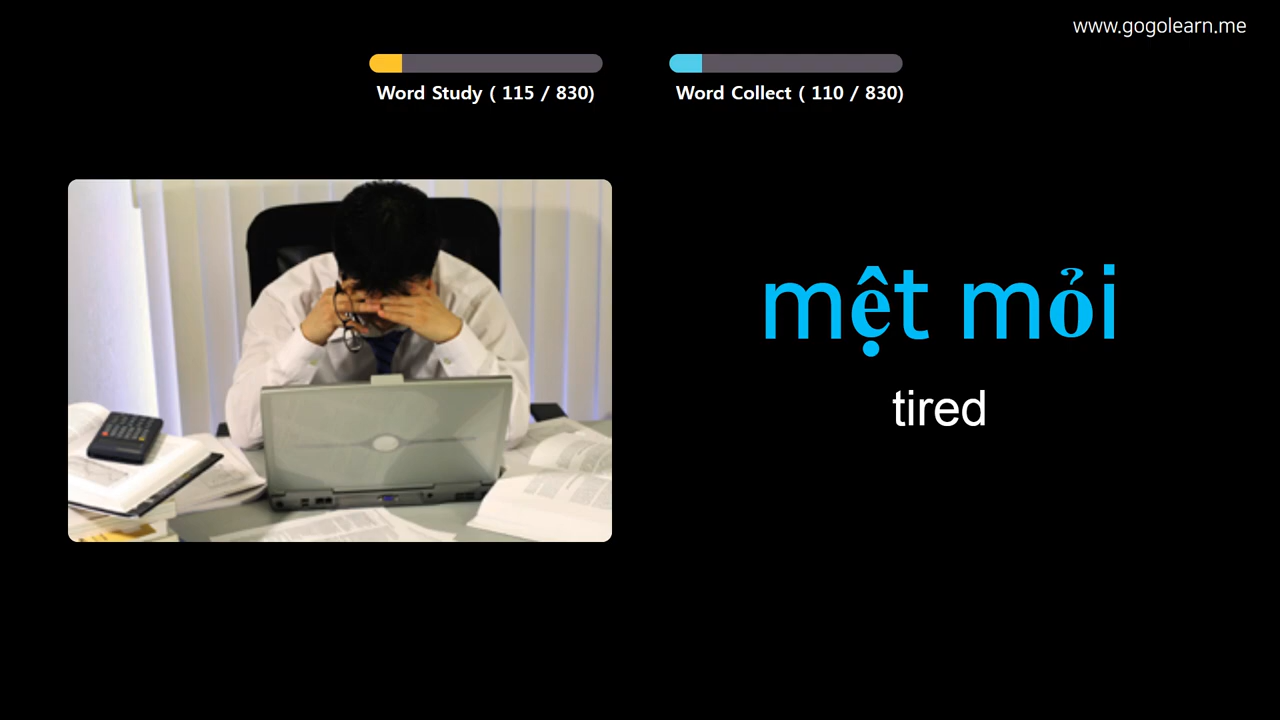 www.gogolearn.me
Word Study ( 115 / 830)
Word Collect ( 110 / 830)
mệt mỏi
tired